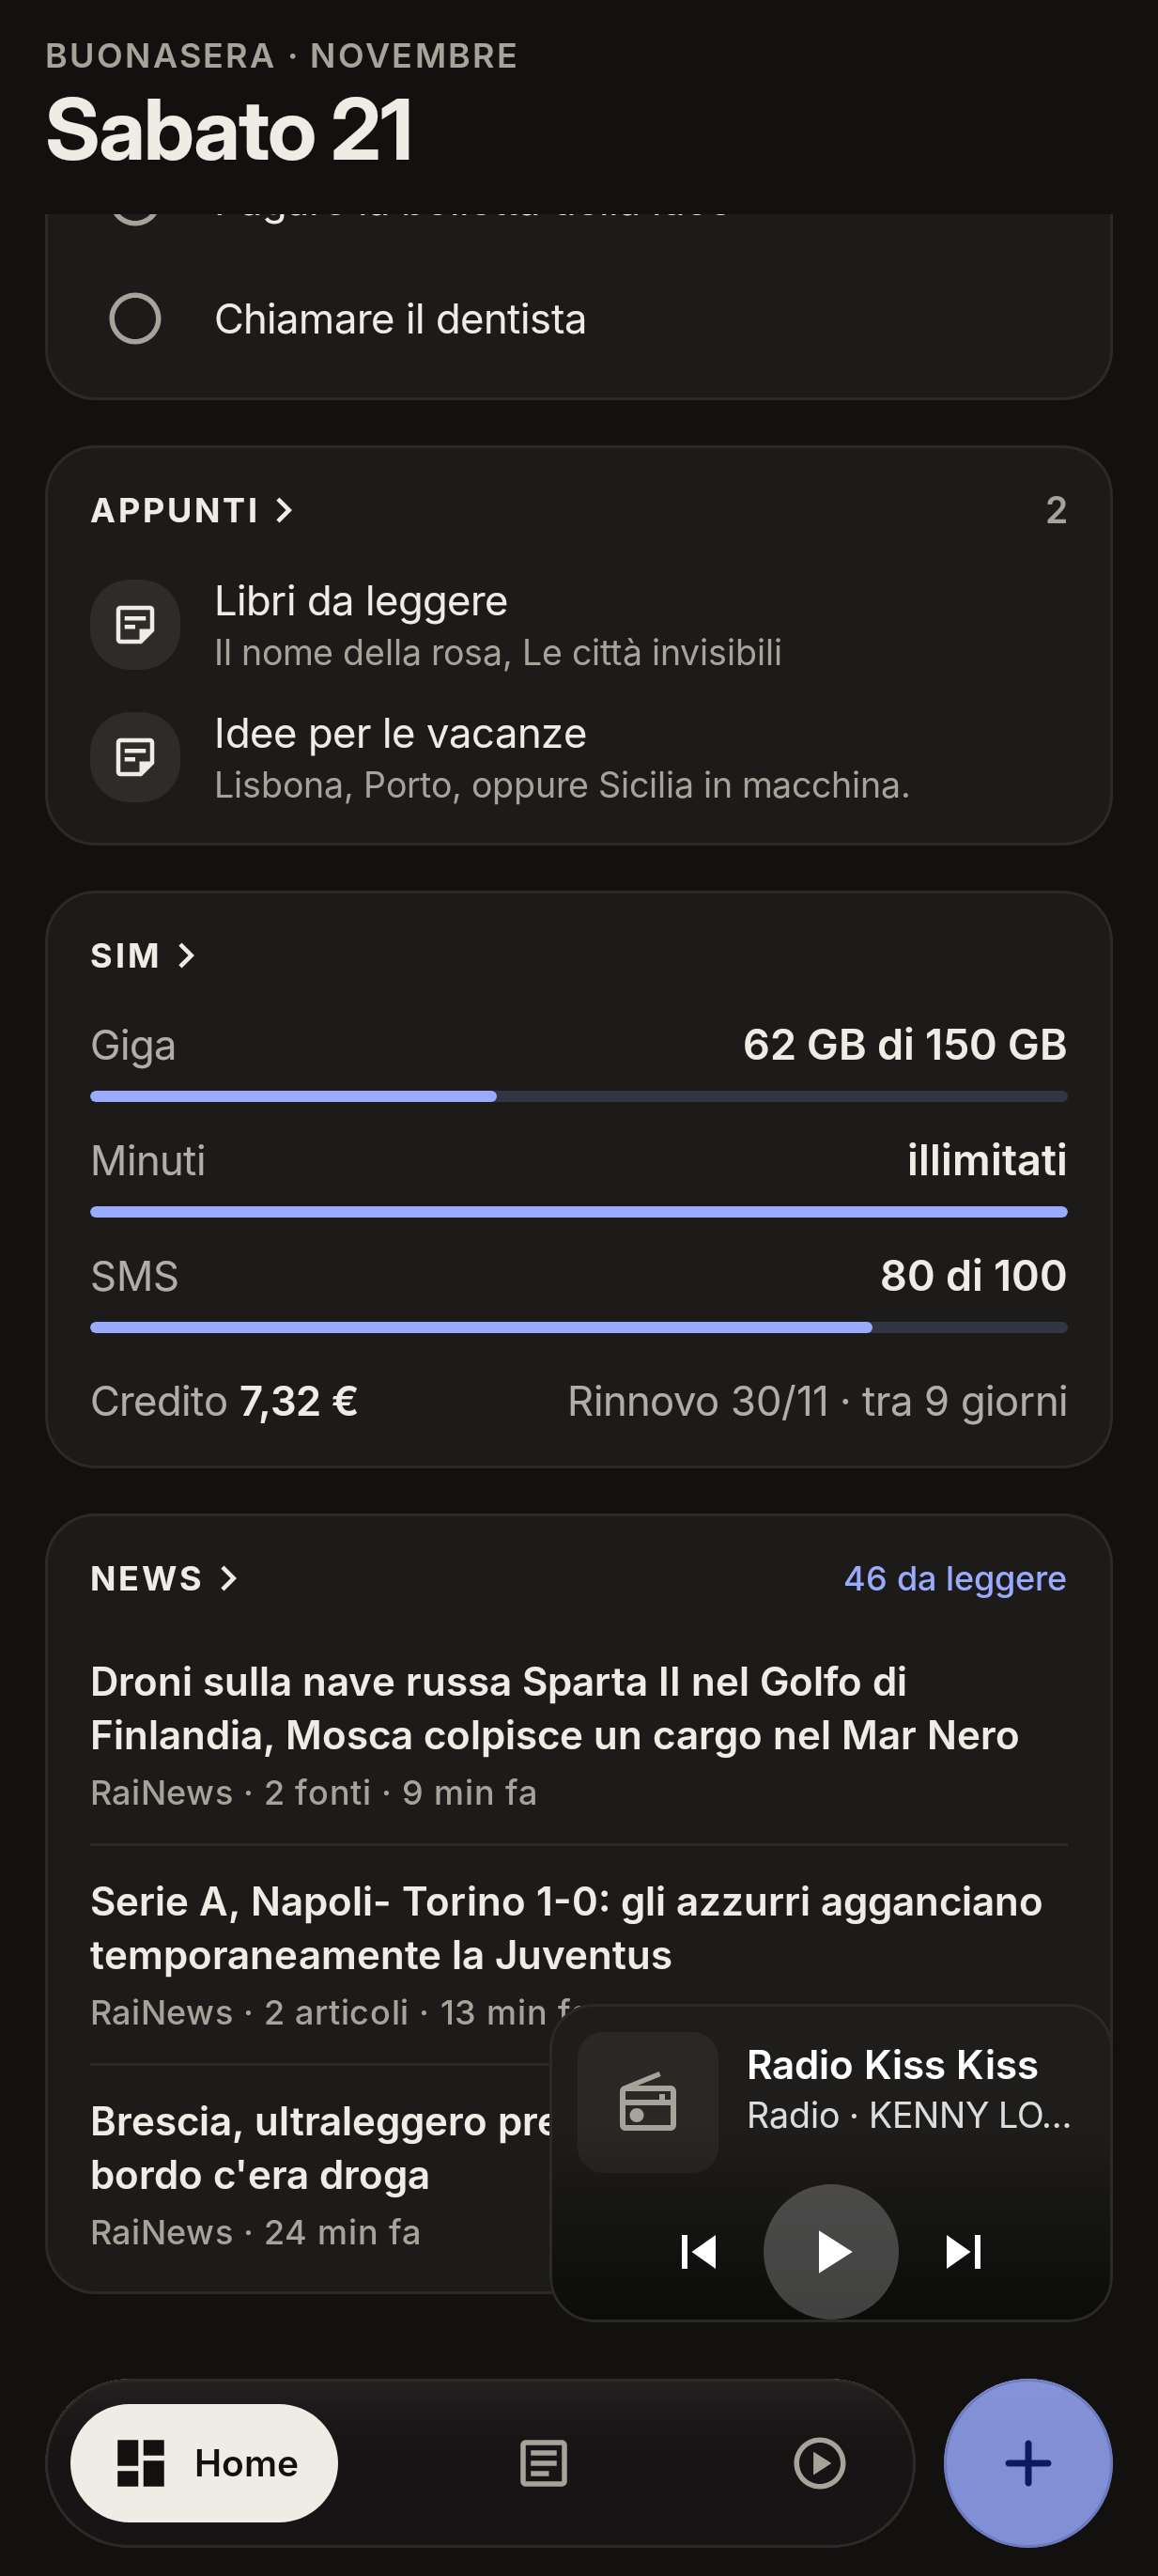 BUONASERA · NOVEMBRE
Sabato 21
Chiamare il dentista
APPUNTI
2
Libri da leggere
Il nome della rosa, Le città invisibili
Idee per le vacanze
Lisbona, Porto, oppure Sicilia in macchina.
SIM
Giga
62 GB di 150 GB
Minuti
illimitati
SMS
80 di 100
Credito 7,32 €
Rinnovo 30/11 · tra 9 giorni
NEWS
46 da leggere
Droni sulla nave russa Sparta II nel Golfo di
Finlandia, Mosca colpisce un cargo nel Mar Nero
RaiNews · 2 fonti · 9 min fa
Serie A, Napoli- Torino 1-0: gli azzurri agganciano
temporaneamente la Juventus
RaiNews · 2 articoli · 13 min
Brescia, ultraleggero
bordo c'era droga
RaiNews · 24 min fa
Radio Kiss Kiss
Radio · KENNY LO...
Home